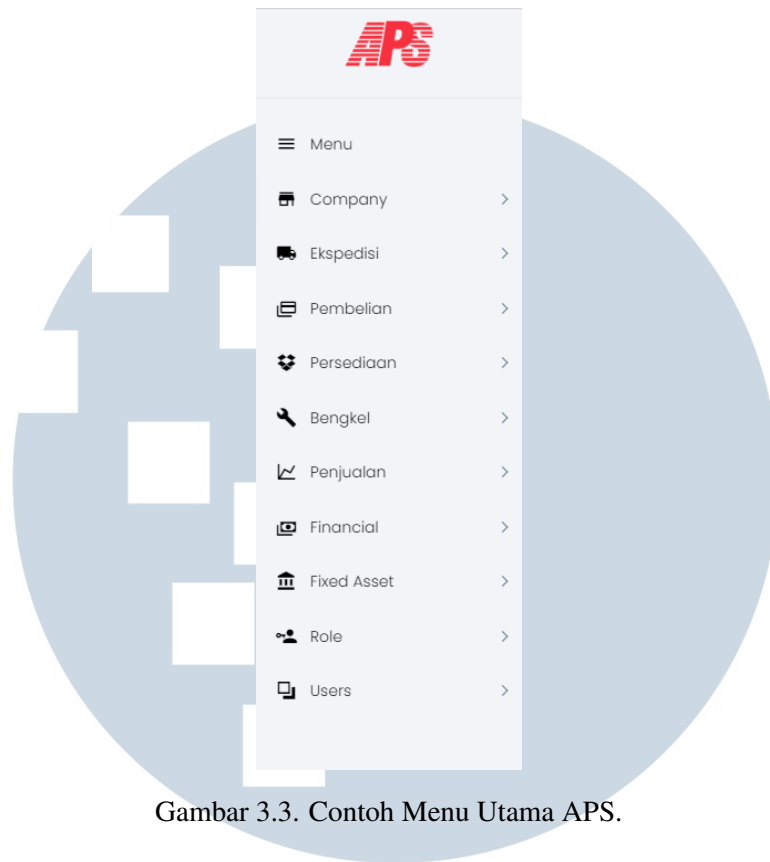 APS
Menu
Company
Ekspedisi
Pembelian
Persediaan
Bengkel
Penjualan
Financial
Fixed Asset
Role
Users
Gambar 3.3. Contoh Menu Utama APS.